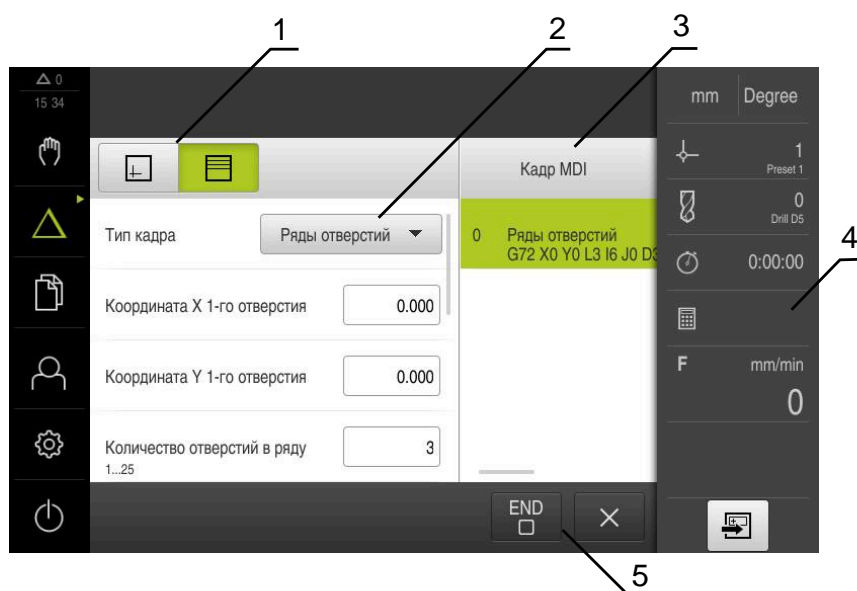 1
2
3
0
15 34
mm Degree
Кадр MDI
1
Preset 1
Тип кадра
Ряды отверстий
0 Ряды отверстий
G72 X0 Y0 L3 I6 J0 D3
0
Drill D5
4
0:00:00
Координата X 1-го отверстия
0.000
Координата Y 1-го отверстия
0.000
F mm/min
0
Количество отверстий в ряду
3
1...25
END
5